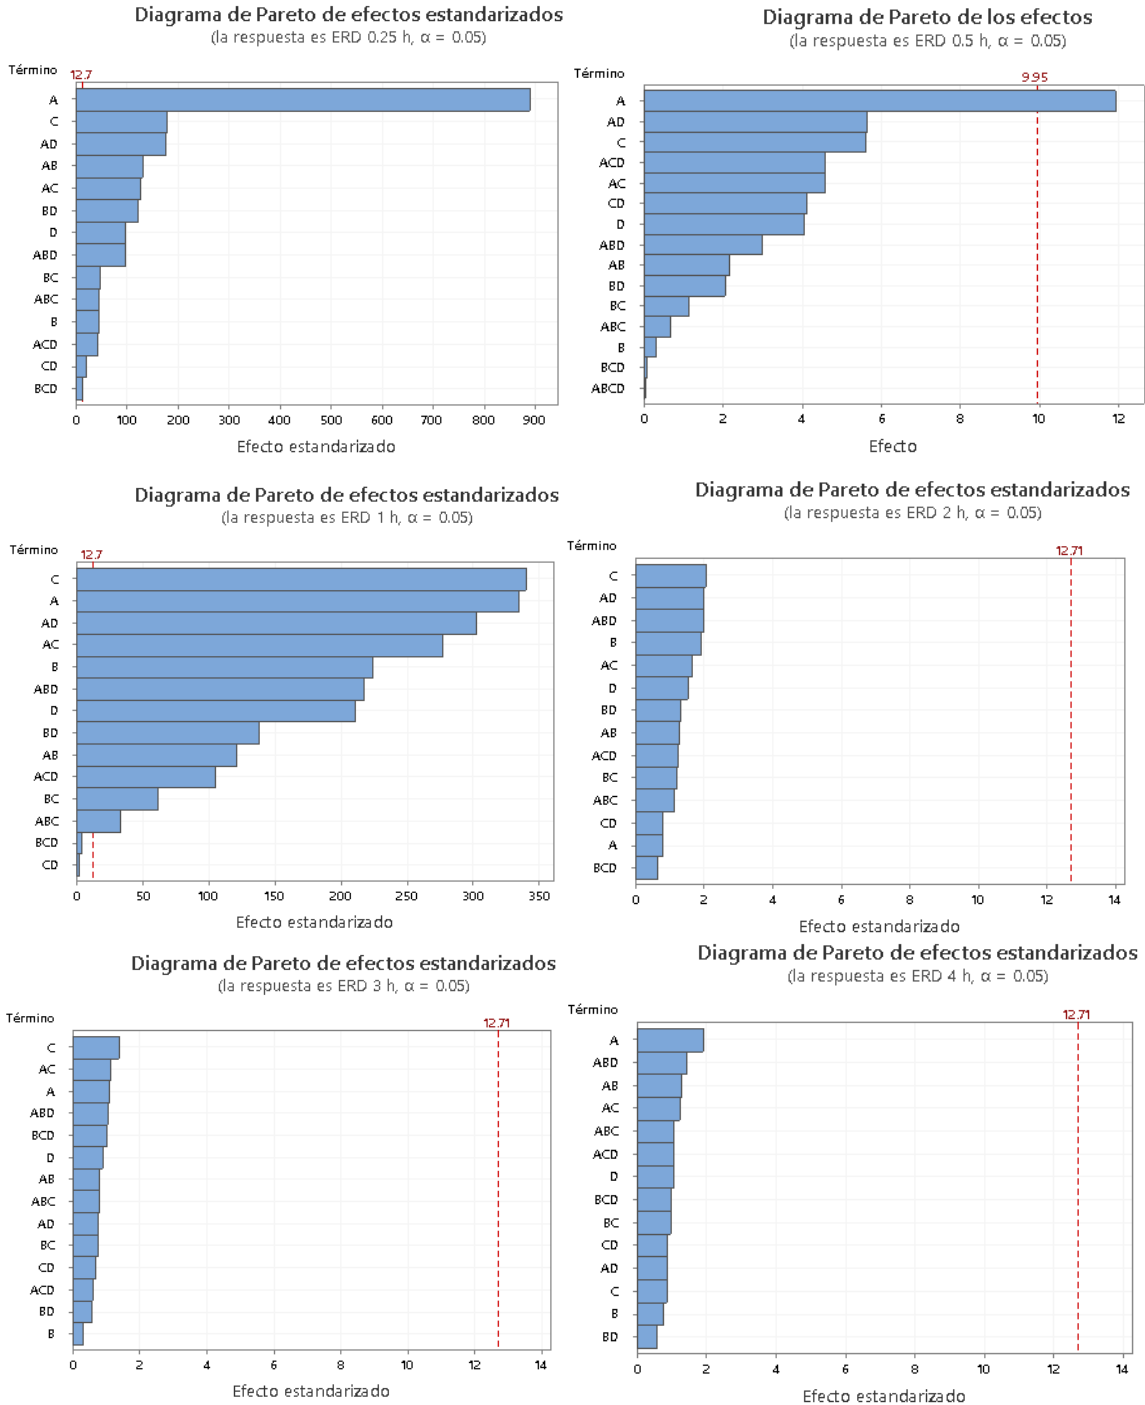 Diagrama de Pareto de efectos estandarizados
(la respuesta es ERD 0.25 h, α = 0.05)
Término
12.7
A
C
AD
AB
AC
BD
D
ABD
BC
ABC
B
ACD
CD
BCD
0 100 200 300 400 500 600 700 800 900
Efecto estandarizado
Diagrama de Pareto de los efectos
(la respuesta es ERD 0.5 h, α = 0.05)
Término
9.95
A
AD
C
ACD
AC
CD
D
ABD
AB
BD
BC
ABC
B
BCD
ABCD
0 2 4 6 8 10 12
Efecto
Diagrama de Pareto de efectos estandarizados
(la respuesta es ERD 1 h, α = 0.05)
Término
12.7
C
A
AD
AC
B
ABD
D
BD
AB
ACD
BC
ABC
BCD
CD
0 50 100 150 200 250 300 350
Efecto estandarizado
Diagrama de Pareto de efectos estandarizados
(la respuesta es ERD 2 h, α = 0.05)
Término
12.71
C
AD
ABD
B
AC
D
BD
AB
ACD
BC
ABC
CD
A
BCD
0 2 4 6 8 10 12 14
Efecto estandarizado
Diagrama de Pareto de efectos estandarizados
(la respuesta es ERD 3 h, α = 0.05)
Término
12.71
C
AC
A
ABD
BCD
D
AB
ABC
AD
BC
CD
ACD
BD
B
0 2 4 6 8 10 12 14
Efecto estandarizado
Diagrama de Pareto de efectos estandarizados
(la respuesta es ERD 4 h, α = 0.05)
Término
12.71
A
ABD
AB
AC
ABC
ACD
D
BCD
BC
CD
AD
C
B
BD
0 2 4 6 8 10 12 14
Efecto estandarizado